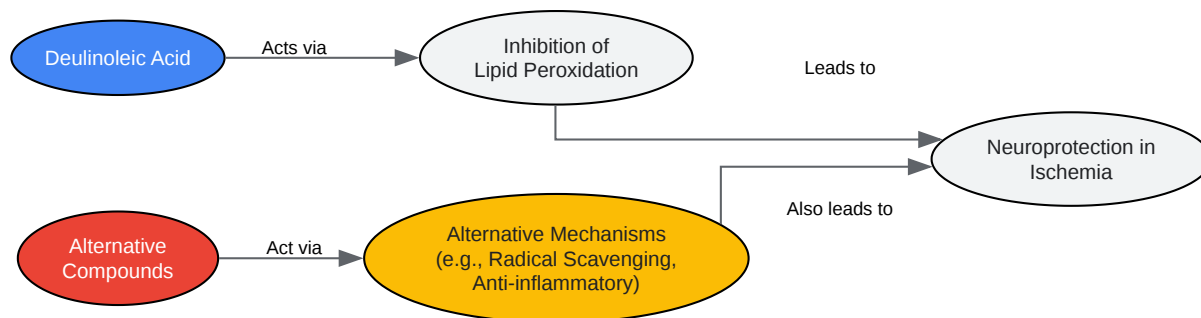 Deulinoleic Acid
Acts via
Inhibition of
Lipid Peroxidation
Leads to
Neuroprotection in
Ischemia
Alternative
Compounds
Act via
Alternative Mechanisms
(e.g., Radical Scavenging,
Anti-inflammatory)
Also leads to